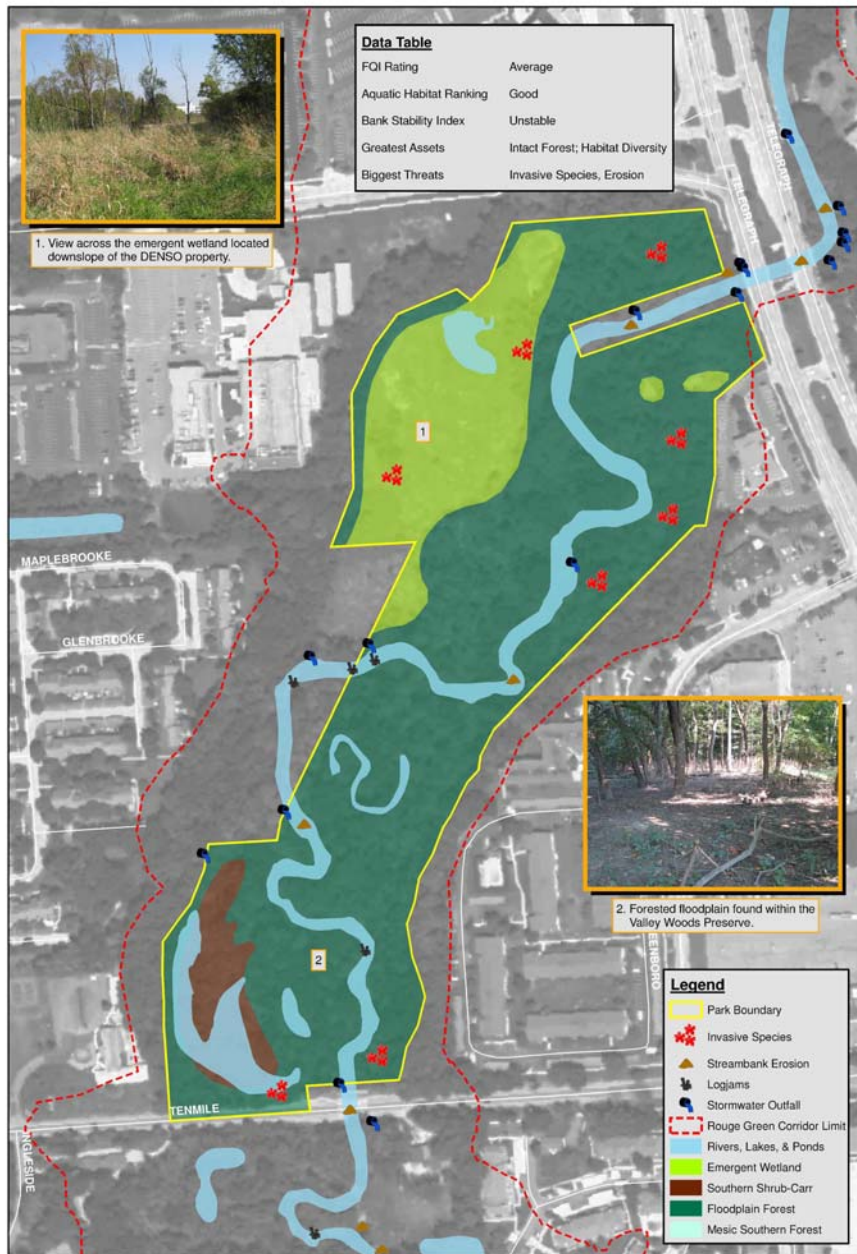 Data Table
FQI Rating Average
Aquatic Habitat Ranking Good
Bank Stability Index Unstable
Greatest Assets Intact Forest; Habitat Diversity
Biggest Threats Invasive Species, Erosion
TELEGRAPH
TELEGRAPH
1. View across the emergent wetland located
downslope of the DENSO property.
1
MAPLEBROOKE
GLENBROOKE
2. Forested floodplain found within the
Valley Woods Preserve.
2
EENBORO
TENMILE
INGLESIDE
Legend
Park Boundary
Invasive Species
Streambank Erosion
Logjams
Stormwater Outfall
Rouge Green Corridor Limit
Rivers, Lakes, & Ponds
Emergent Wetland
Southern Shrub-Carr
Floodplain Forest
Mesic Southern Forest